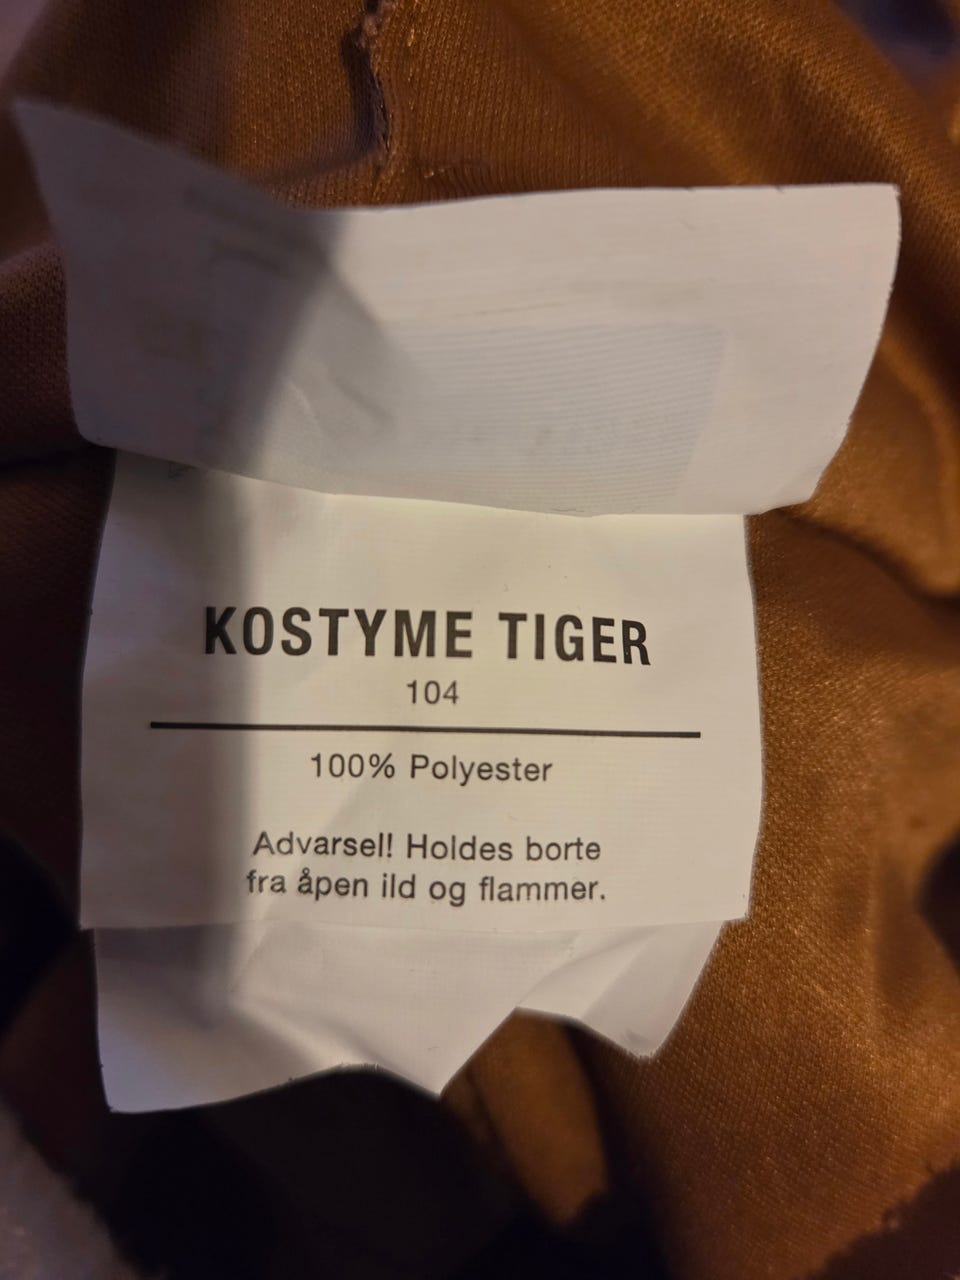 KOSTYME TIGER
104
100% Polyester
Advarsel! Holdes borte
fra åpen ild og flammer.